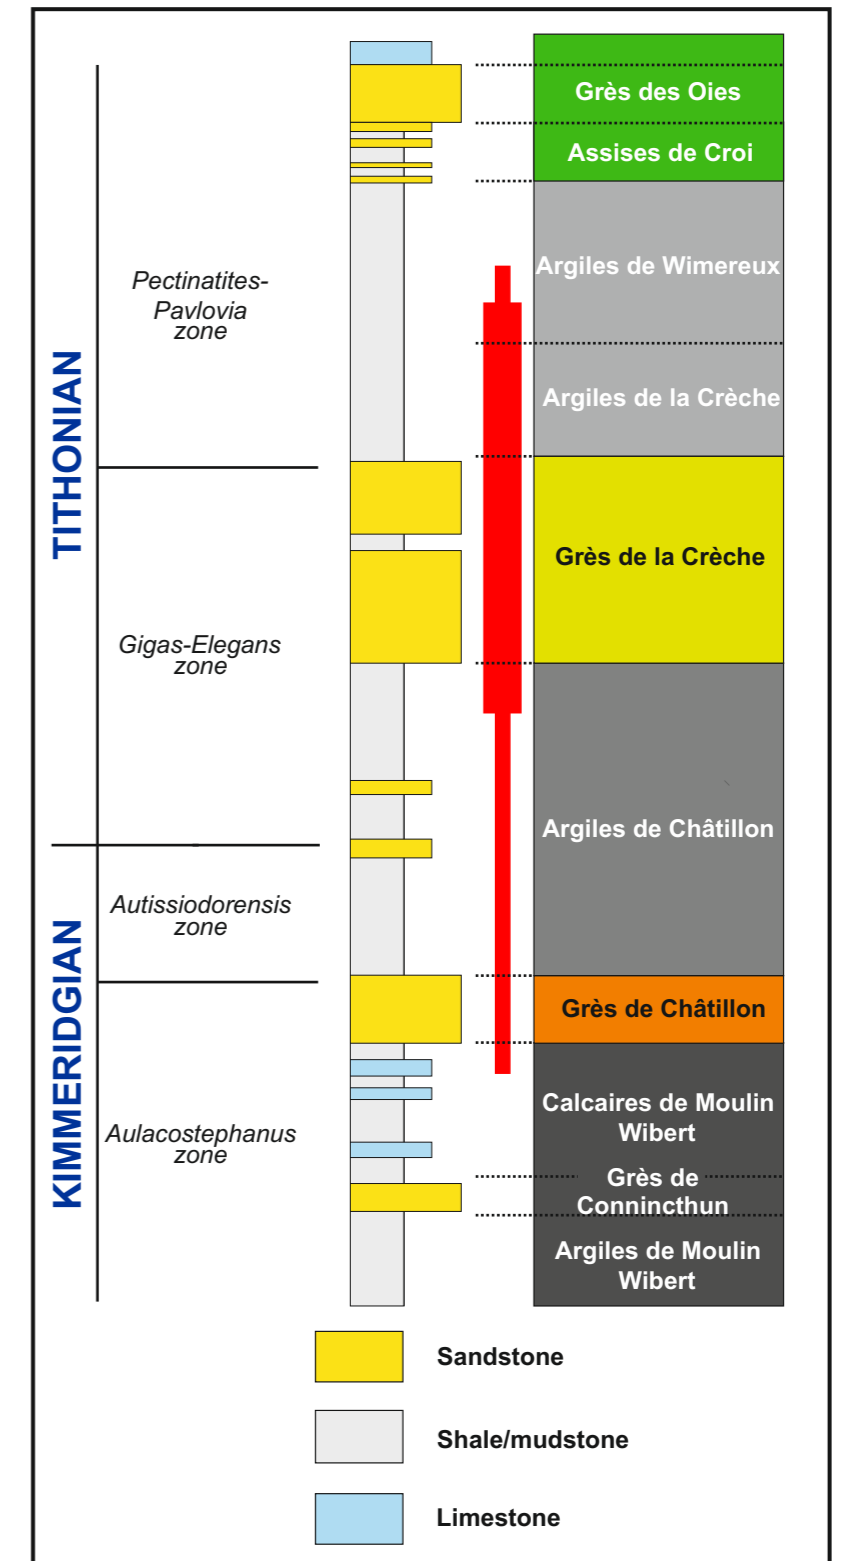 Grès des Oies
Assises de Croi
Argiles de Wimereux
Pectinatites-
Pavlovia
zone
Argiles de la Crèche
TITHONIAN
Grès de la Crèche
Gigas-Elegans
zone
Argiles de Châtillon
Autissiodorensis
zone
KIMMERIDGIAN
Grès de Châtillon
Aulacostephanus
zone
Calcaires de Moulin
Wibert
Grès de
Connincthun
Argiles de Moulin
Wibert
Sandstone
Shale/mudstone
Limestone